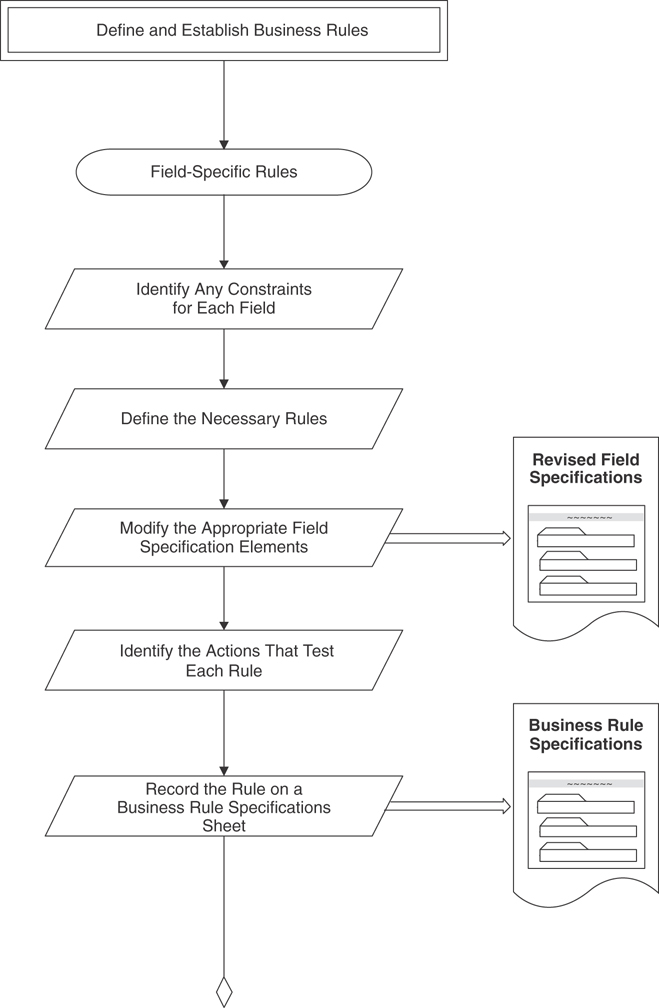 Define and Establish Business Rules
Field-Specific Rules
Identify Any Constraints
for Each Field
Define the Necessary Rules
Revised Field
Specifications
~~~~~~~
Modify the Appropriate Field
Specification Elements
Identify the Actions That Test
Each Rule
Business Rule
Specifications
~~~~~~~
Record the Rule on a
Business Rule Specifications
Sheet